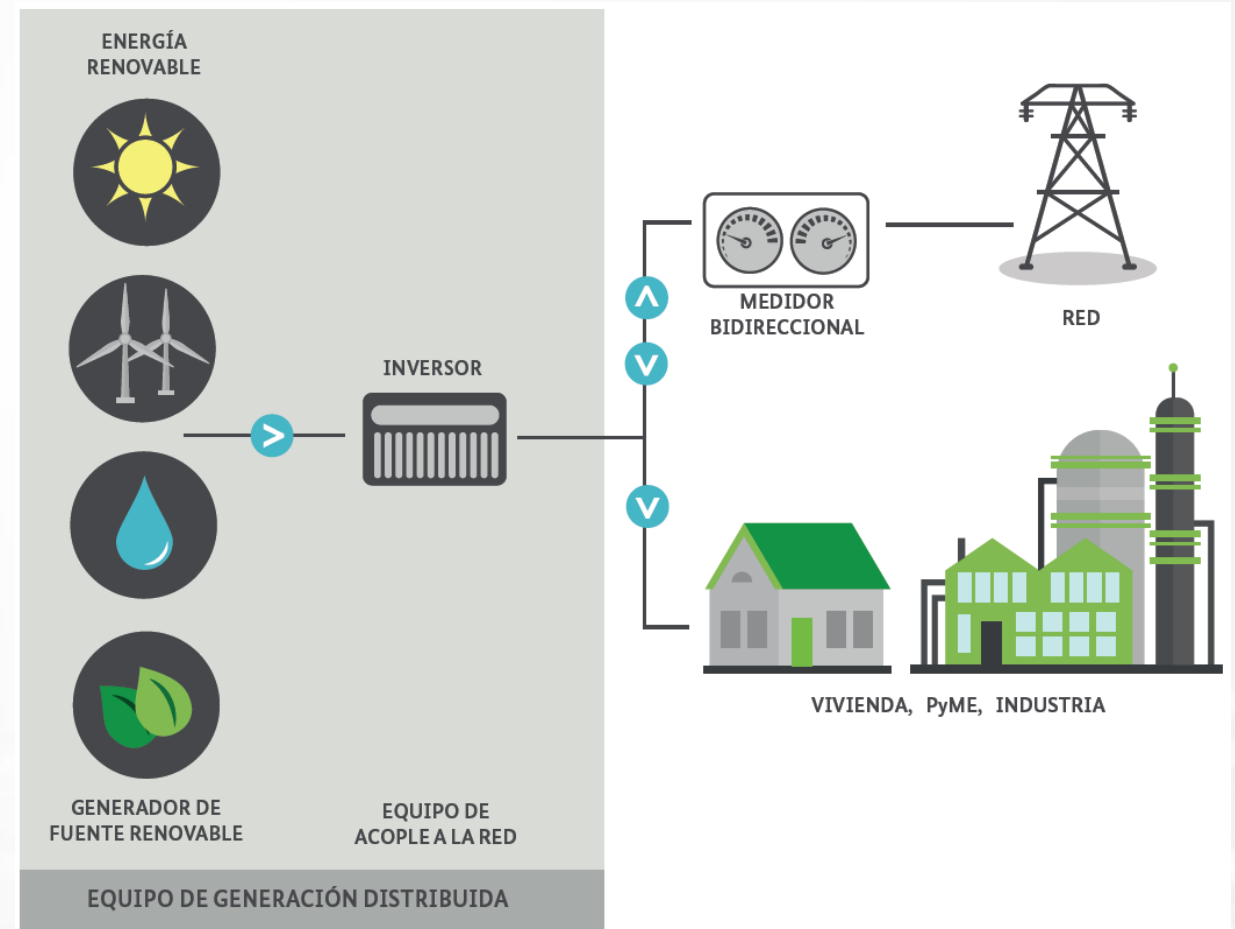 ENERGÍA
RENOVABLE
INVERSOR
MEDIDOR
BIDIRECCIONAL
RED
VIVIENDA, PyME, INDUSTRIA
GENERADOR DE
FUENTE RENOVABLE
EQUIPO DE
ACOPLE A LA RED
EQUIPO DE GENERACIÓN DISTRIBUIDA